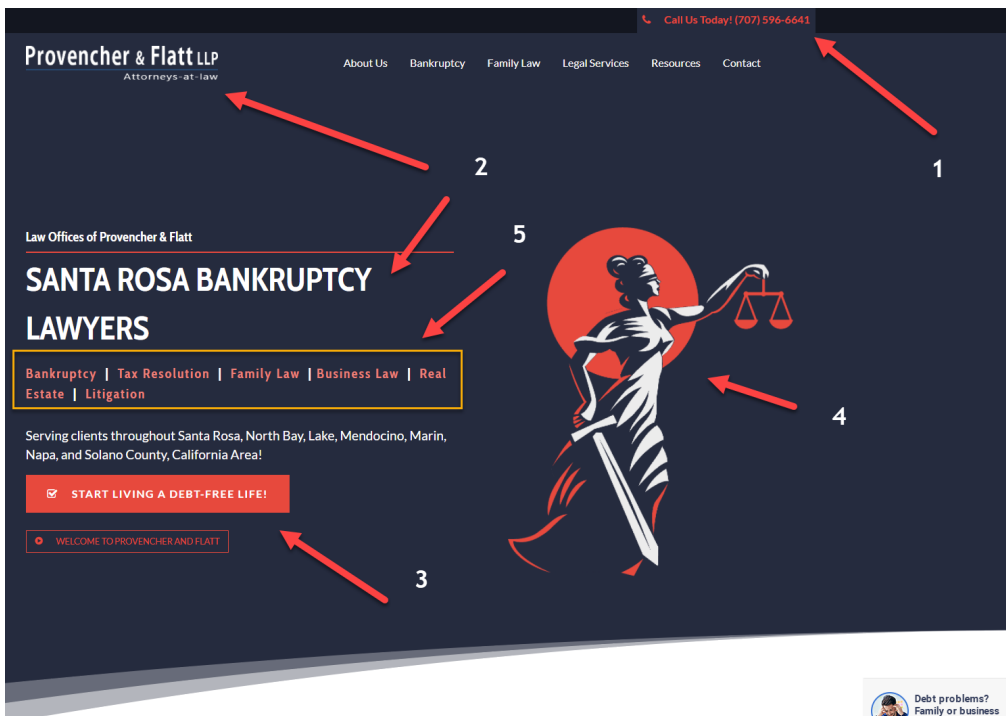 Call Us Today! (707) 596-6641
Provencher & Flatt LLP
Attorneys-at-law
About Us Bankruptcy Family Law Legal Services Resources Contact
1
2
Law Offices of Provencher & Flatt
5
SANTA ROSA BANKRUPTCY
LAWYERS
Bankruptcy | Tax Resolution | Family Law | Business Law | Real
Estate | Litigation
4
Serving clients throughout Santa Rosa, North Bay, Lake, Mendocino, Marin,
Napa, and Solano County, California Area!
START LIVING A DEBT-FREE LIFE!
WELCOME TO PROVENCHER AND FLATT
3
Debt problems?
Family or business